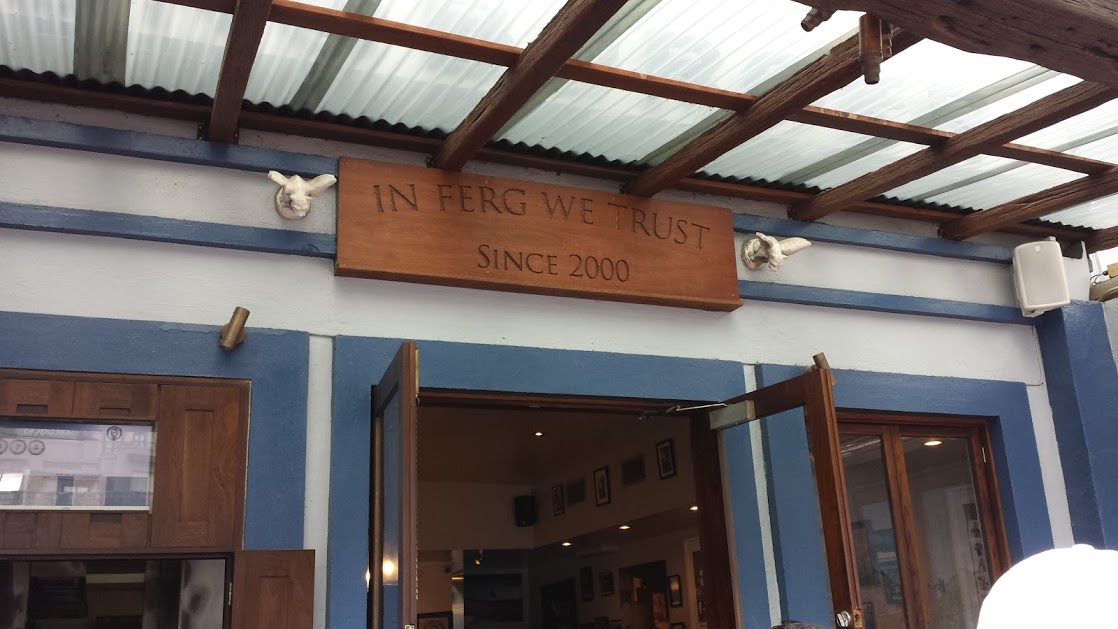 IN FERG WE TRUST
SINCE 2000